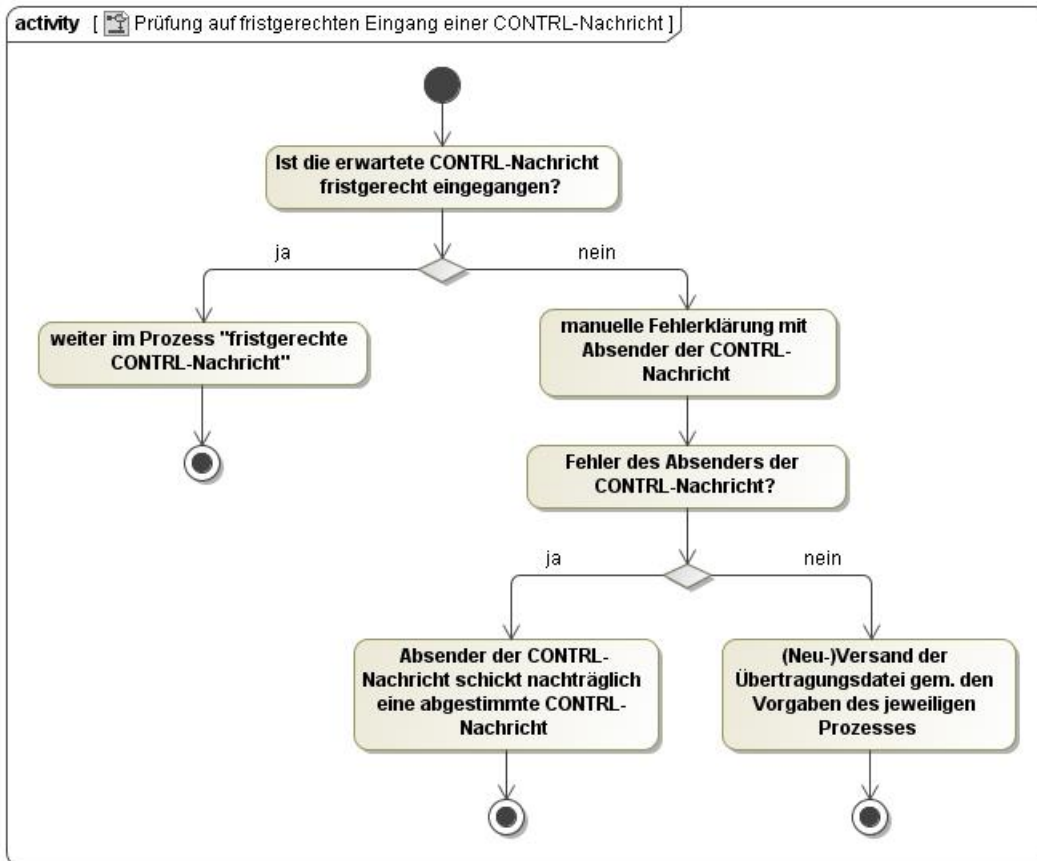 activity [ Prüfung auf fristgerechten Eingang einer CONTRL-Nachricht ]
Ist die erwartete CONTRL-Nachricht
fristgerecht eingegangen?
ja
nein
weiter im Prozess "fristgerechte
CONTRL-Nachricht"
manuelle Fehlerklärung mit
Absender der CONTRL-
Nachricht
Fehler des Absenders der
CONTRL-Nachricht?
ja
nein
Absender der CONTRL-
Nachricht schickt nachträglich
eine abgestimmte CONTRL-
Nachricht
(Neu-)Versand der
Übertragungsdatei gem. den
Vorgaben des jeweiligen
Prozesses